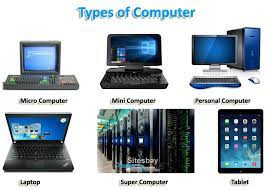 Types of Computer
Micro Computer
Mini Computer
Personal Computer
Sitesbay
Laptop
Super Computer
Tablet